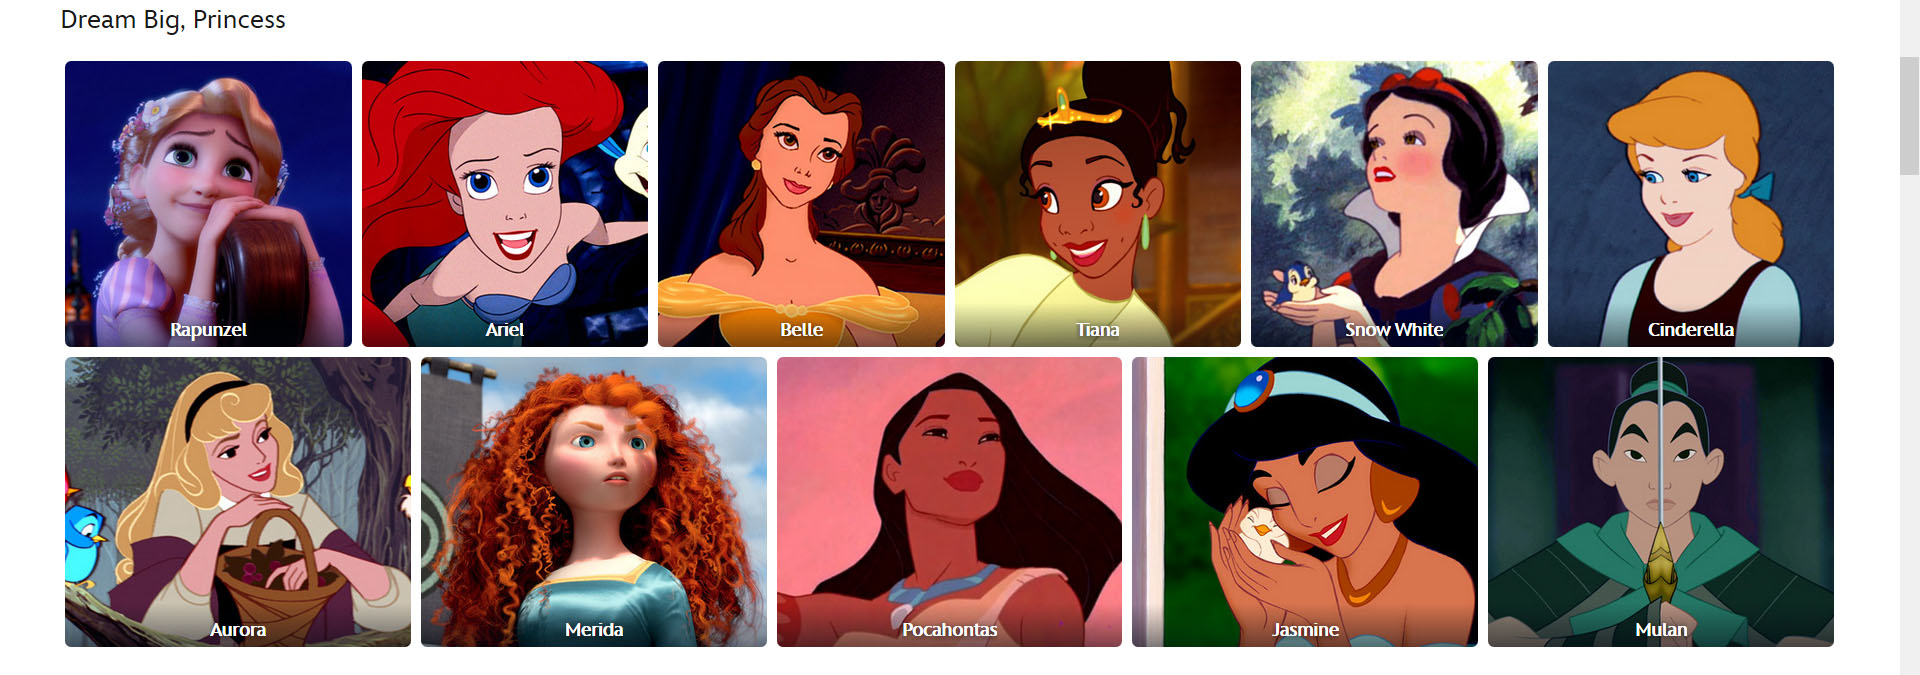 Dream Big, Princess
Rapunzel
Ariel
Belle
Tiana
Snow White
Cinderella
Aurora
Merida
Pocahontas
Jasmine
Mulan